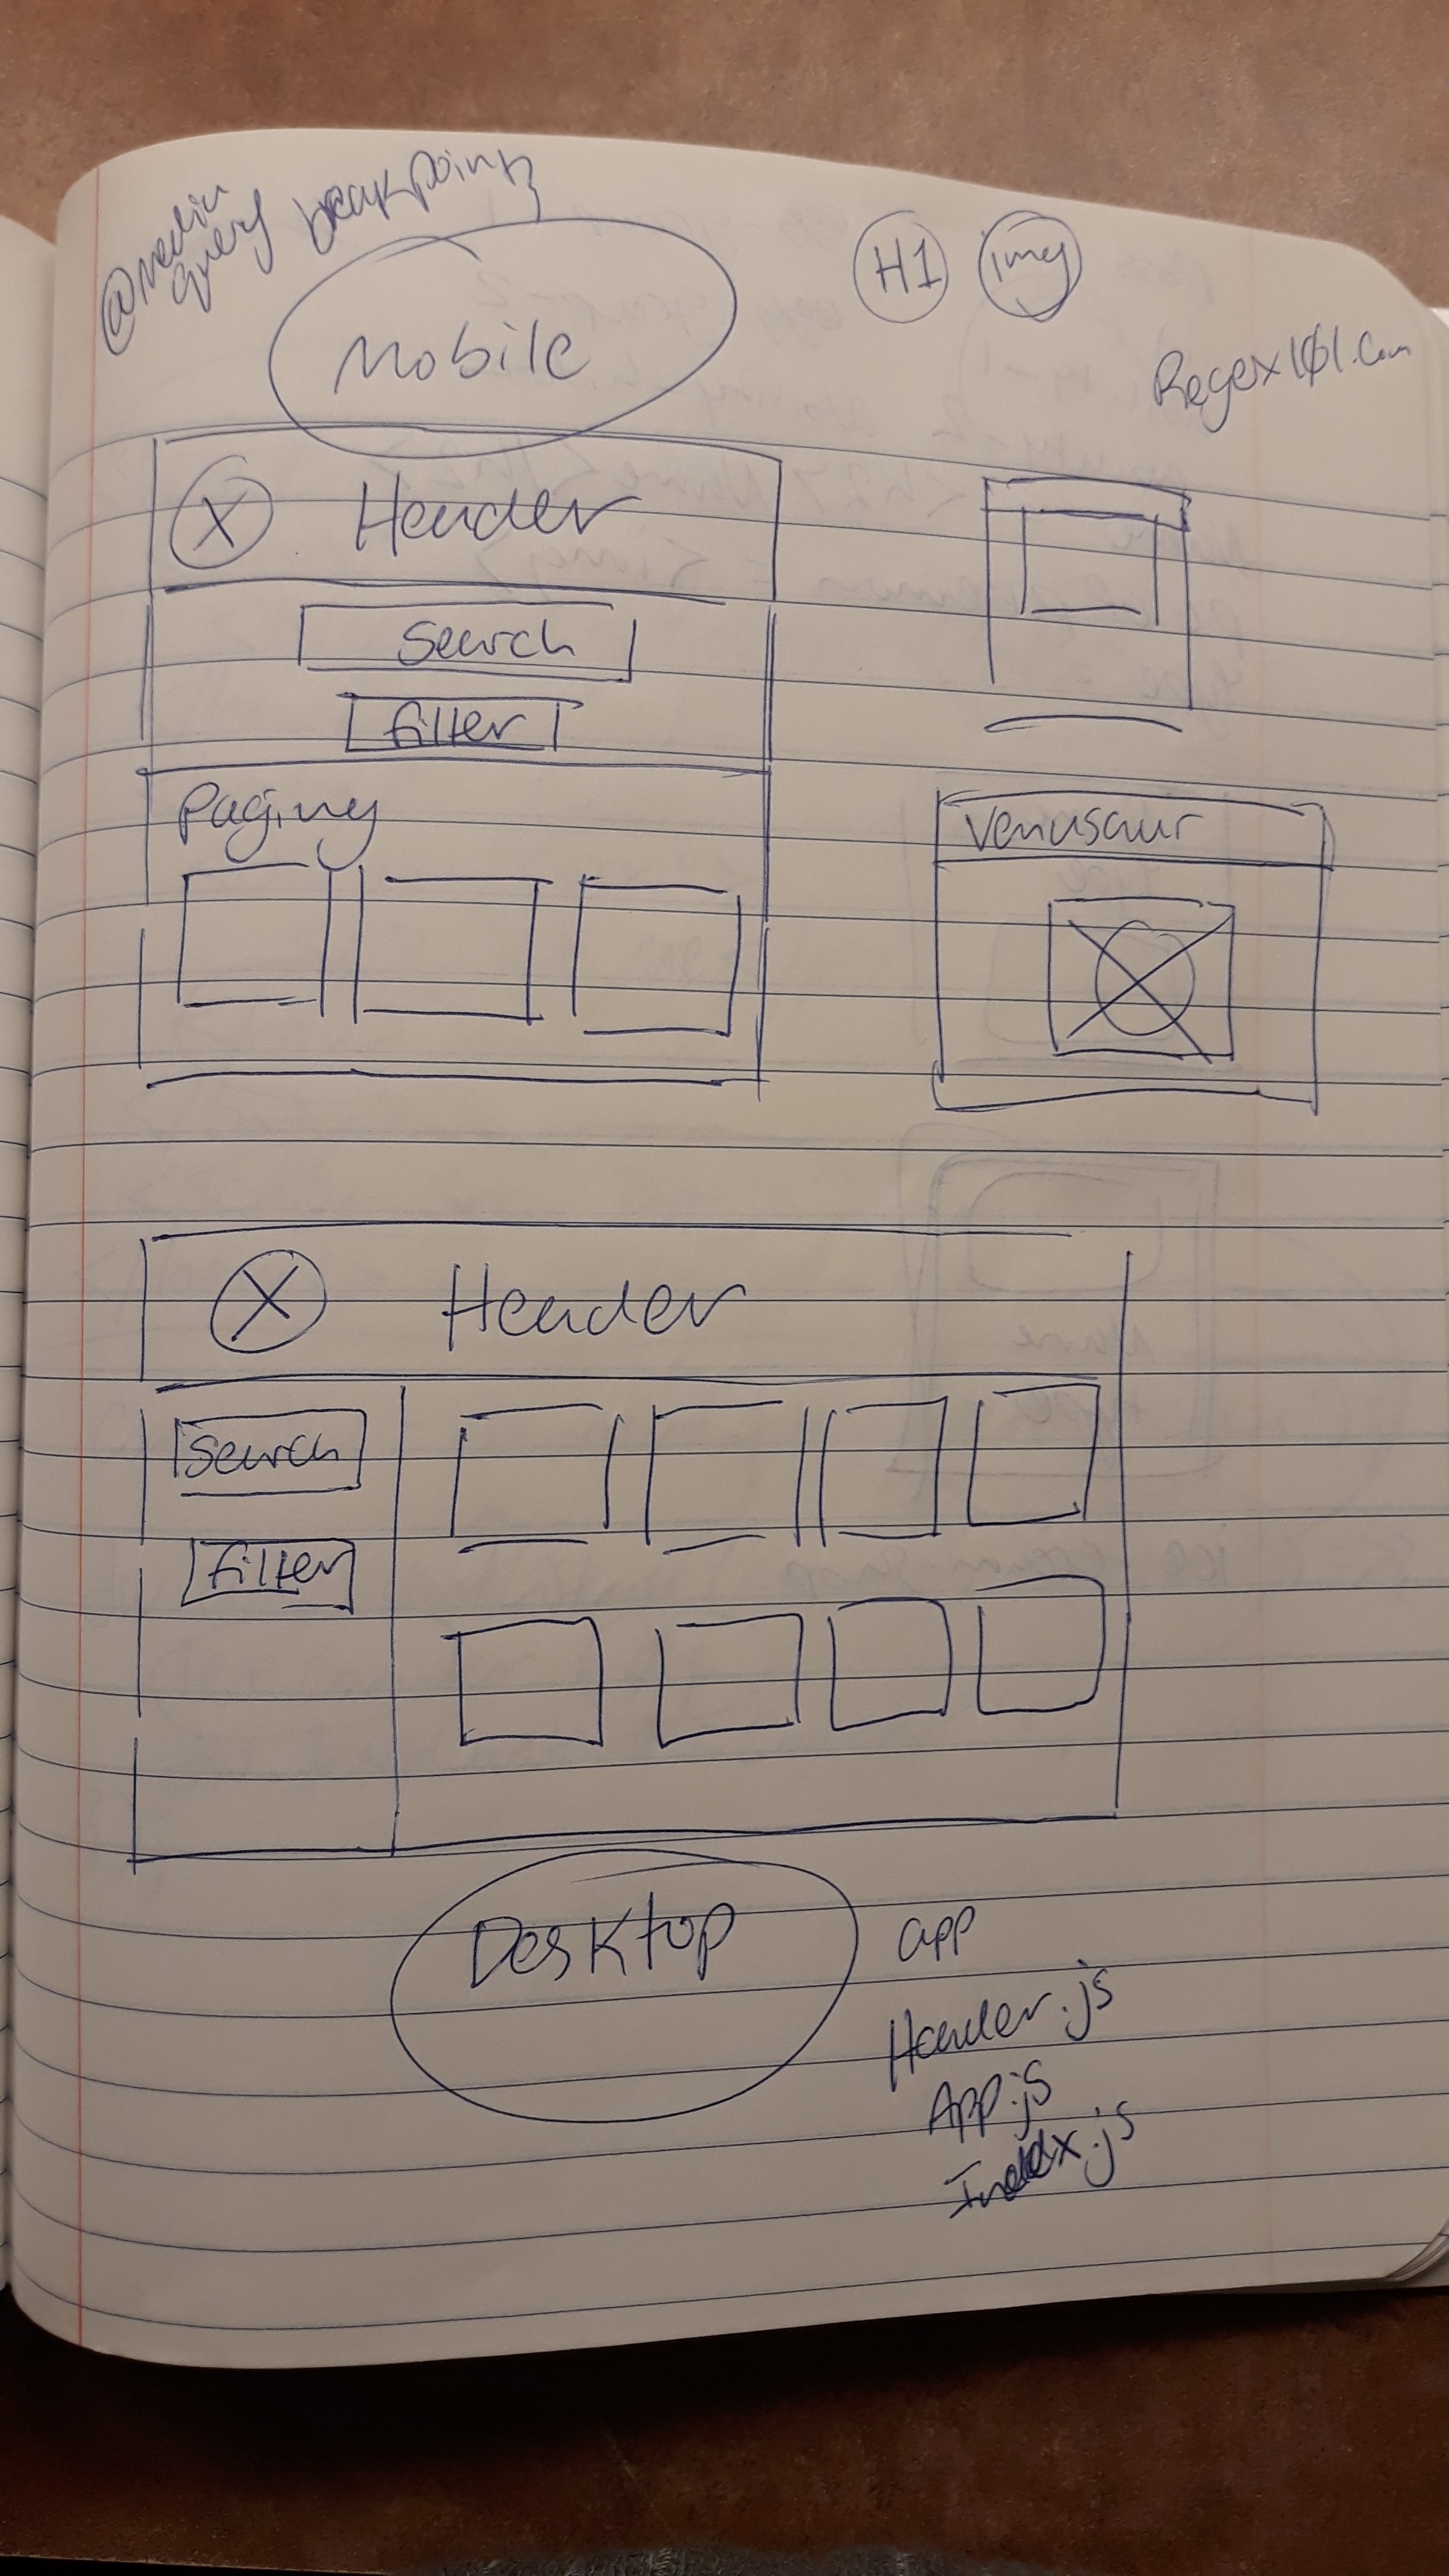 @media
query breakpoints
Mobile
H1 img
Regex101.com
X Header
Search
filter
Paging
Venusaur
X Header
Search
filter
Desktop
app
Header.js
App.js
Index.js